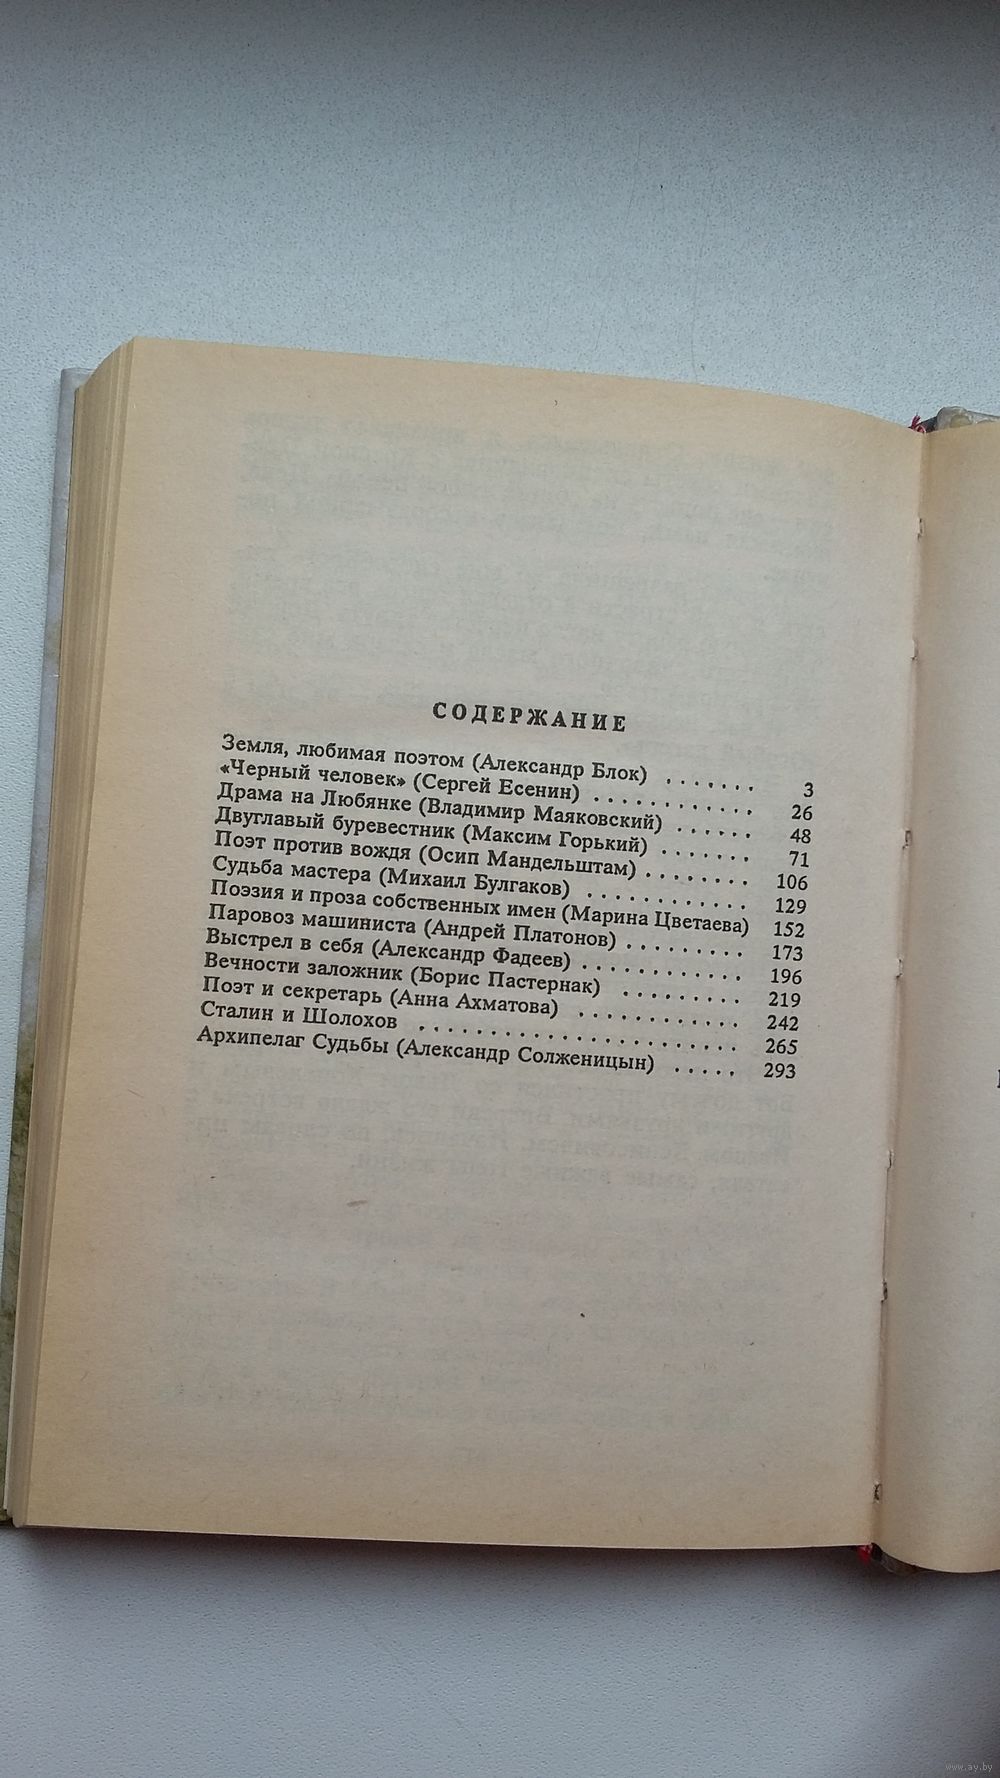 СОДЕРЖАНИЕ
Земля, любимая поэтом (Александр Блок) . . . . . . . 3
«Черный человек» (Сергей Есенин) . . . . . . . . . . . . 26
Драма на Любянке (Владимир Маяковский) . . . . . . 48
Двуглавый буревестник (Максим Горький) . . . . . . . 71
Поэт против вождя (Осип Мандельштам) . . . . . . . . 106
Судьба мастера (Михаил Булгаков) . . . . . . . . . . . . 129
Поэзия и проза собственных имен (Марина Цветаева) 152
Паровоз машиниста (Андрей Платонов) . . . . . . . . . 173
Выстрел в себя (Александр Фадеев) . . . . . . . . . . . . 196
Вечности заложник (Борис Пастернак) . . . . . . . . . 219
Поэт и секретарь (Анна Ахматова) . . . . . . . . . . . . 242
Сталин и Шолохов . . . . . . . . . . . . . . . . . . . . . . . 265
Архипелаг Судьбы (Александр Солженицын) . . . . . 293
www.ay.by